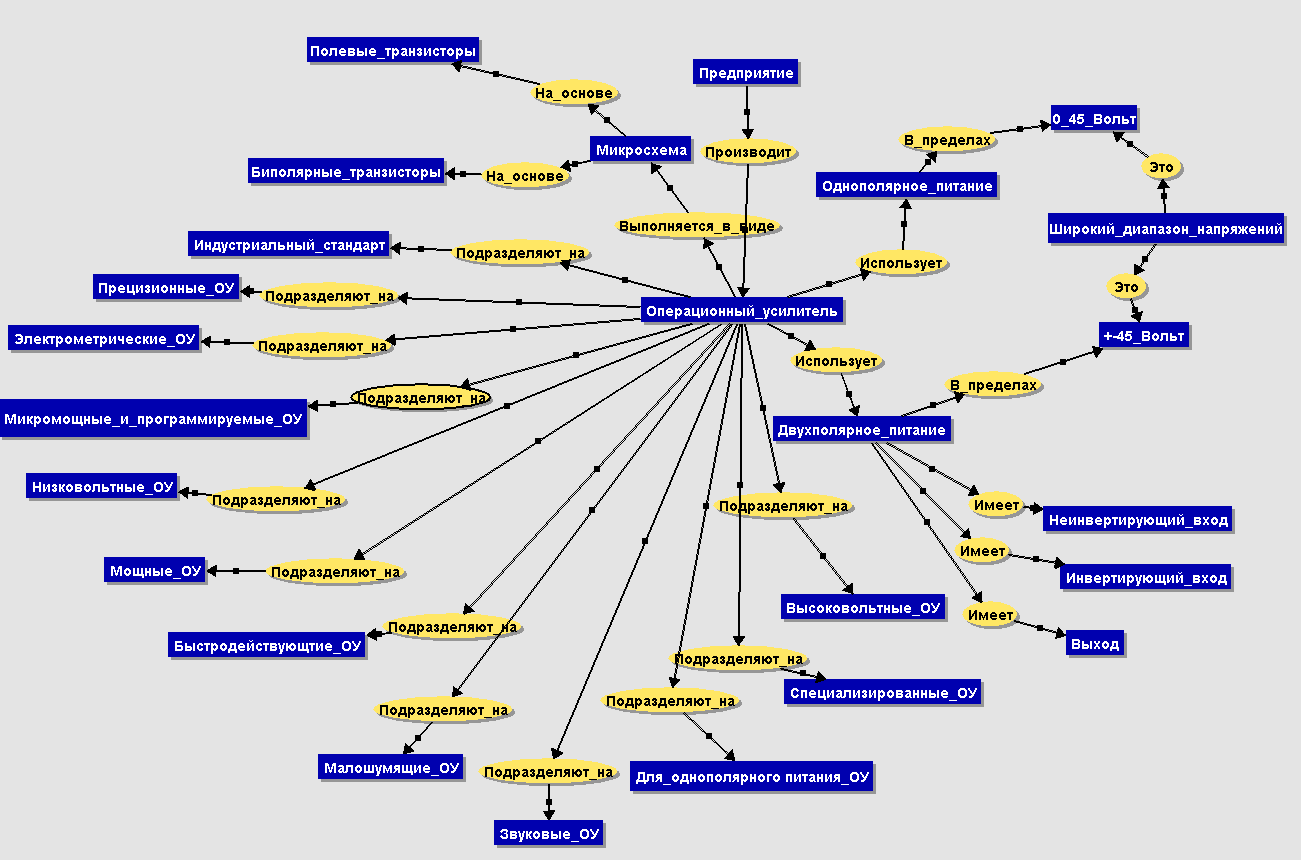 Полевые_транзисторы
Предприятие
На_основе
0_45_Вольт
В_пределах
Микросхема
Производит
Это
Биполярные_транзисторы
На_основе
Однополярное_питание
Выполняется_в_виде
Широкий_диапазон_напряжений
Индустриальный_стандарт
Подразделяют_на
Использует
Прецизионные_ОУ
Подразделяют_на
Это
Операционный_усилитель
Электрометрические_ОУ
Подразделяют_на
+-45_Вольт
Использует
В_пределах
Подразделяют_на
Микромощные_и_программируемые_ОУ
Двухполярное_питание
Низковольтные_ОУ
Подразделяют_на
Подразделяют_на
Имеет
Неинвертирующий_вход
Имеет
Мощные_ОУ
Подразделяют_на
Инвертирующий_вход
Высоковольтные_ОУ
Имеет
Подразделяют_на
Быстродействующтие_ОУ
Выход
Подразделяют_на
Специализированные_ОУ
Подразделяют_на
Подразделяют_на
Малошумящие_ОУ
Подразделяют_на
Для_однополярного питания_ОУ
Звуковые_ОУ